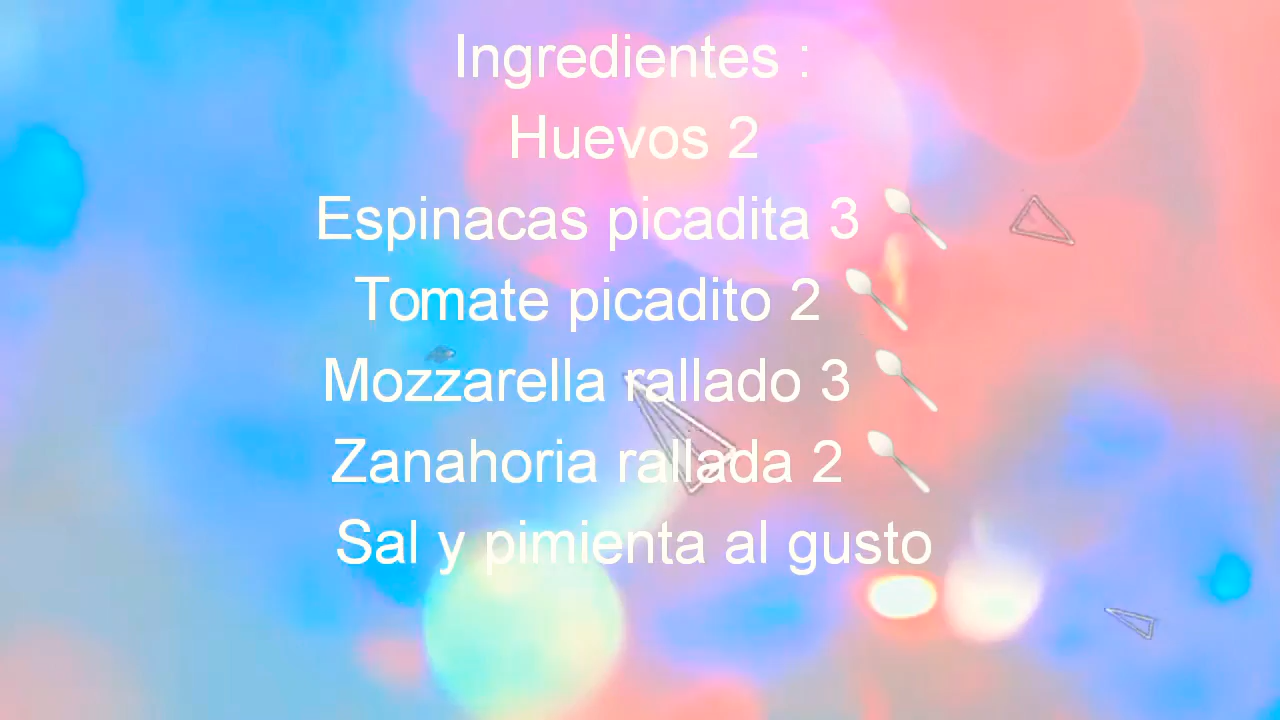 Ingredientes :
Huevos 2
Espinacas picadita 3 🥄
Tomate picadito 2 🥄
Mozzarella rallado 3 🥄
Zanahoria rallada 2 🥄
Sal y pimienta al gusto